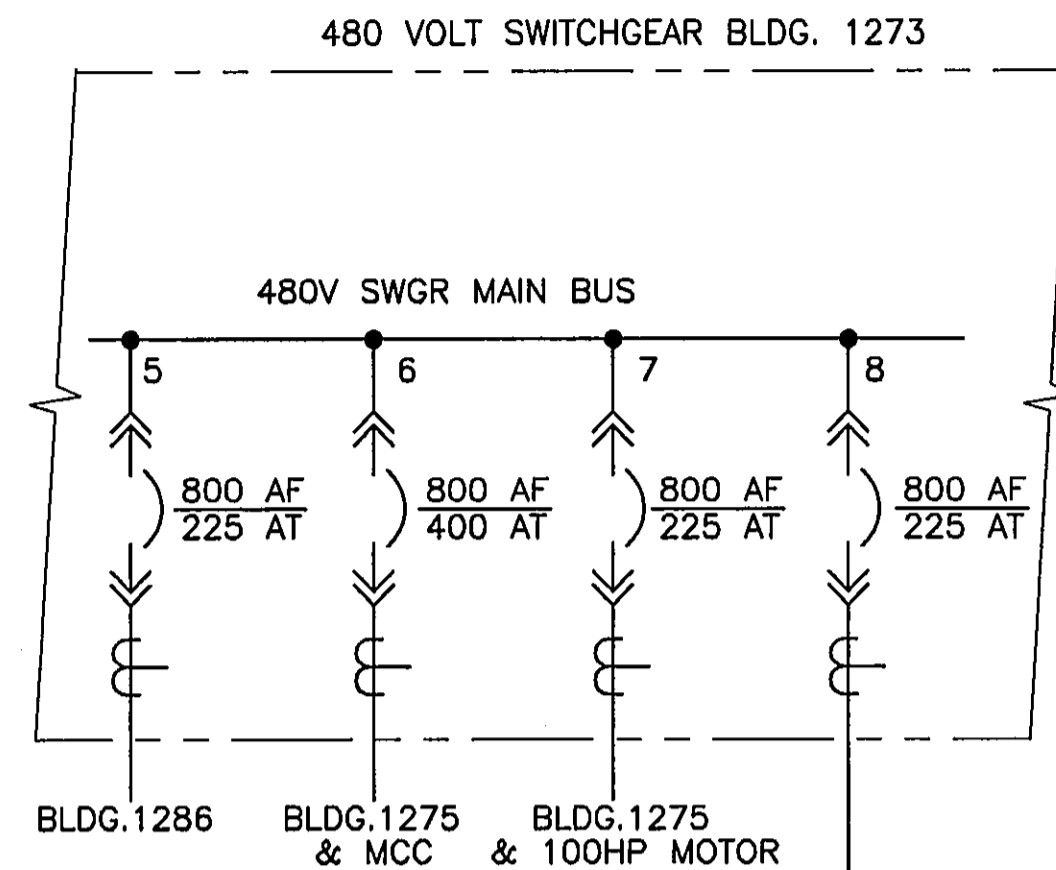 480 VOLT SWITCHGEAR BLDG. 1273
480V SWGR MAIN BUS
5 6 7 8
800 AF 800 AF 800 AF 800 AF
225 AT 400 AT 225 AT 225 AT
BLDG.1286 BLDG.1275 BLDG.1275
& MCC & 100HP MOTOR